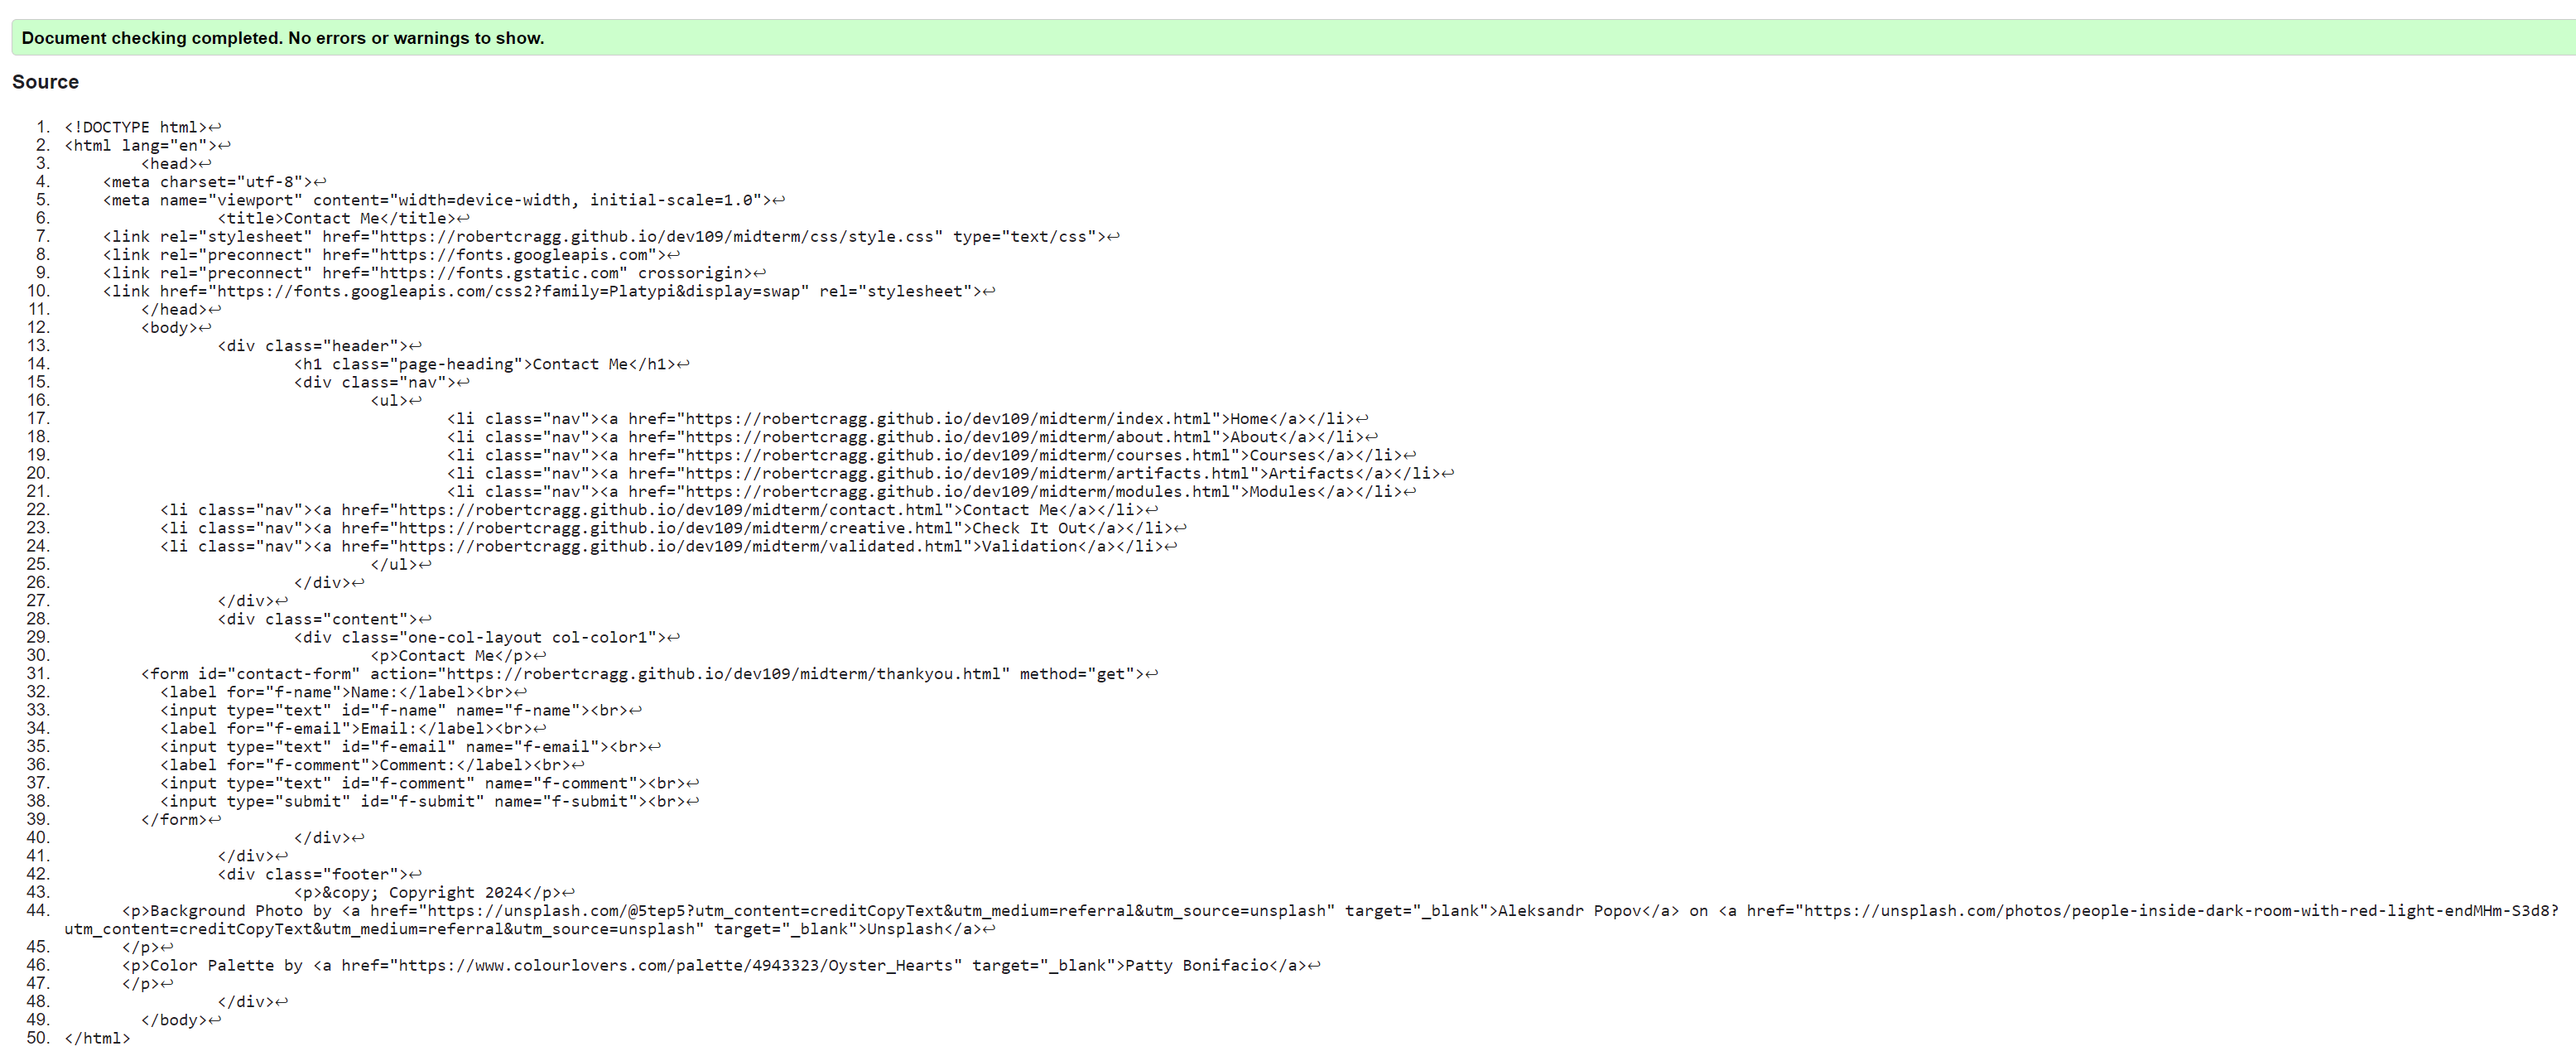 Document checking completed. No errors or warnings to show.
Source
1. <!DOCTYPE html>↩
2. <html lang="en">↩
3. <head>↩
4. <meta charset="utf-8">↩
5. <meta name="viewport" content="width=device-width, initial-scale=1.0">↩
6. <title>Contact Me</title>↩
7. <link rel="stylesheet" href="https://robertcragg.github.io/dev109/midterm/css/style.css" type="text/css">↩
8. <link rel="preconnect" href="https://fonts.googleapis.com">↩
9. <link rel="preconnect" href="https://fonts.gstatic.com" crossorigin>↩
10. <link href="https://fonts.googleapis.com/css2?family=Platypi&display=swap" rel="stylesheet">↩
11. </head>↩
12. <body>↩
13. <div class="header">↩
14. <h1 class="page-heading">Contact Me</h1>↩
15. <div class="nav">↩
16. <ul>↩
17. <li class="nav"><a href="https://robertcragg.github.io/dev109/midterm/index.html">Home</a></li>↩
18. <li class="nav"><a href="https://robertcragg.github.io/dev109/midterm/about.html">About</a></li>↩
19. <li class="nav"><a href="https://robertcragg.github.io/dev109/midterm/courses.html">Courses</a></li>↩
20. <li class="nav"><a href="https://robertcragg.github.io/dev109/midterm/artifacts.html">Artifacts</a></li>↩
21. <li class="nav"><a href="https://robertcragg.github.io/dev109/midterm/modules.html">Modules</a></li>↩
22. <li class="nav"><a href="https://robertcragg.github.io/dev109/midterm/contact.html">Contact Me</a></li>↩
23. <li class="nav"><a href="https://robertcragg.github.io/dev109/midterm/creative.html">Check It Out</a></li>↩
24. <li class="nav"><a href="https://robertcragg.github.io/dev109/midterm/validated.html">Validation</a></li>↩
25. </ul>↩
26. </div>↩
27. </div>↩
28. <div class="content">↩
29. <div class="one-col-layout col-color1">↩
30. <p>Contact Me</p>↩
31. <form id="contact-form" action="https://robertcragg.github.io/dev109/midterm/thankyou.html" method="get">↩
32. <label for="f-name">Name:</label><br>↩
33. <input type="text" id="f-name" name="f-name"><br>↩
34. <label for="f-email">Email:</label><br>↩
35. <input type="text" id="f-email" name="f-email"><br>↩
36. <label for="f-comment">Comment:</label><br>↩
37. <input type="text" id="f-comment" name="f-comment"><br>↩
38. <input type="submit" id="f-submit" name="f-submit"><br>↩
39. </form>↩
40. </div>↩
41. </div>↩
42. <div class="footer">↩
43. <p>&copy; Copyright 2024</p>↩
44. <p>Background Photo by <a href="https://unsplash.com/@5tep5?utm_content=creditCopyText&utm_medium=referral&utm_source=unsplash" target="_blank">Aleksandr Popov</a> on <a href="https://unsplash.com/photos/people-inside-dark-room-with-red-light-endMHm-S3d8?
utm_content=creditCopyText&utm_medium=referral&utm_source=unsplash" target="_blank">Unsplash</a>↩
45. </p>↩
46. <p>Color Palette by <a href="https://www.colourlovers.com/palette/4943323/Oyster_Hearts" target="_blank">Patty Bonifacio</a>↩
47. </p>↩
48. </div>↩
49. </body>↩
50. </html>